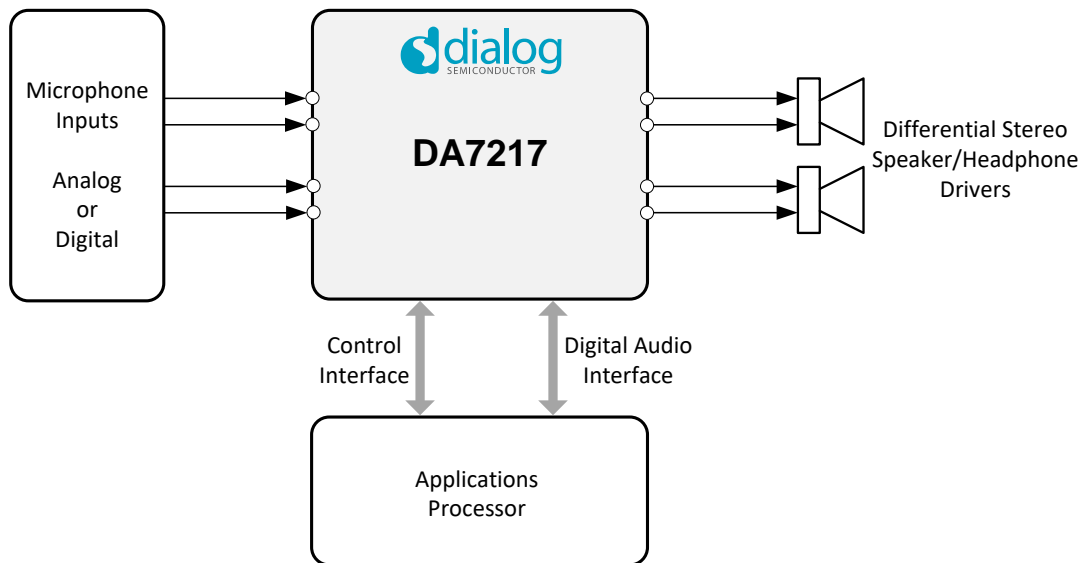 dialog
SEMICONDUCTOR
DA7217
Microphone
Inputs
Analog
or
Digital
Differential Stereo
Speaker/Headphone
Drivers
Control
Interface
Digital Audio
Interface
Applications
Processor